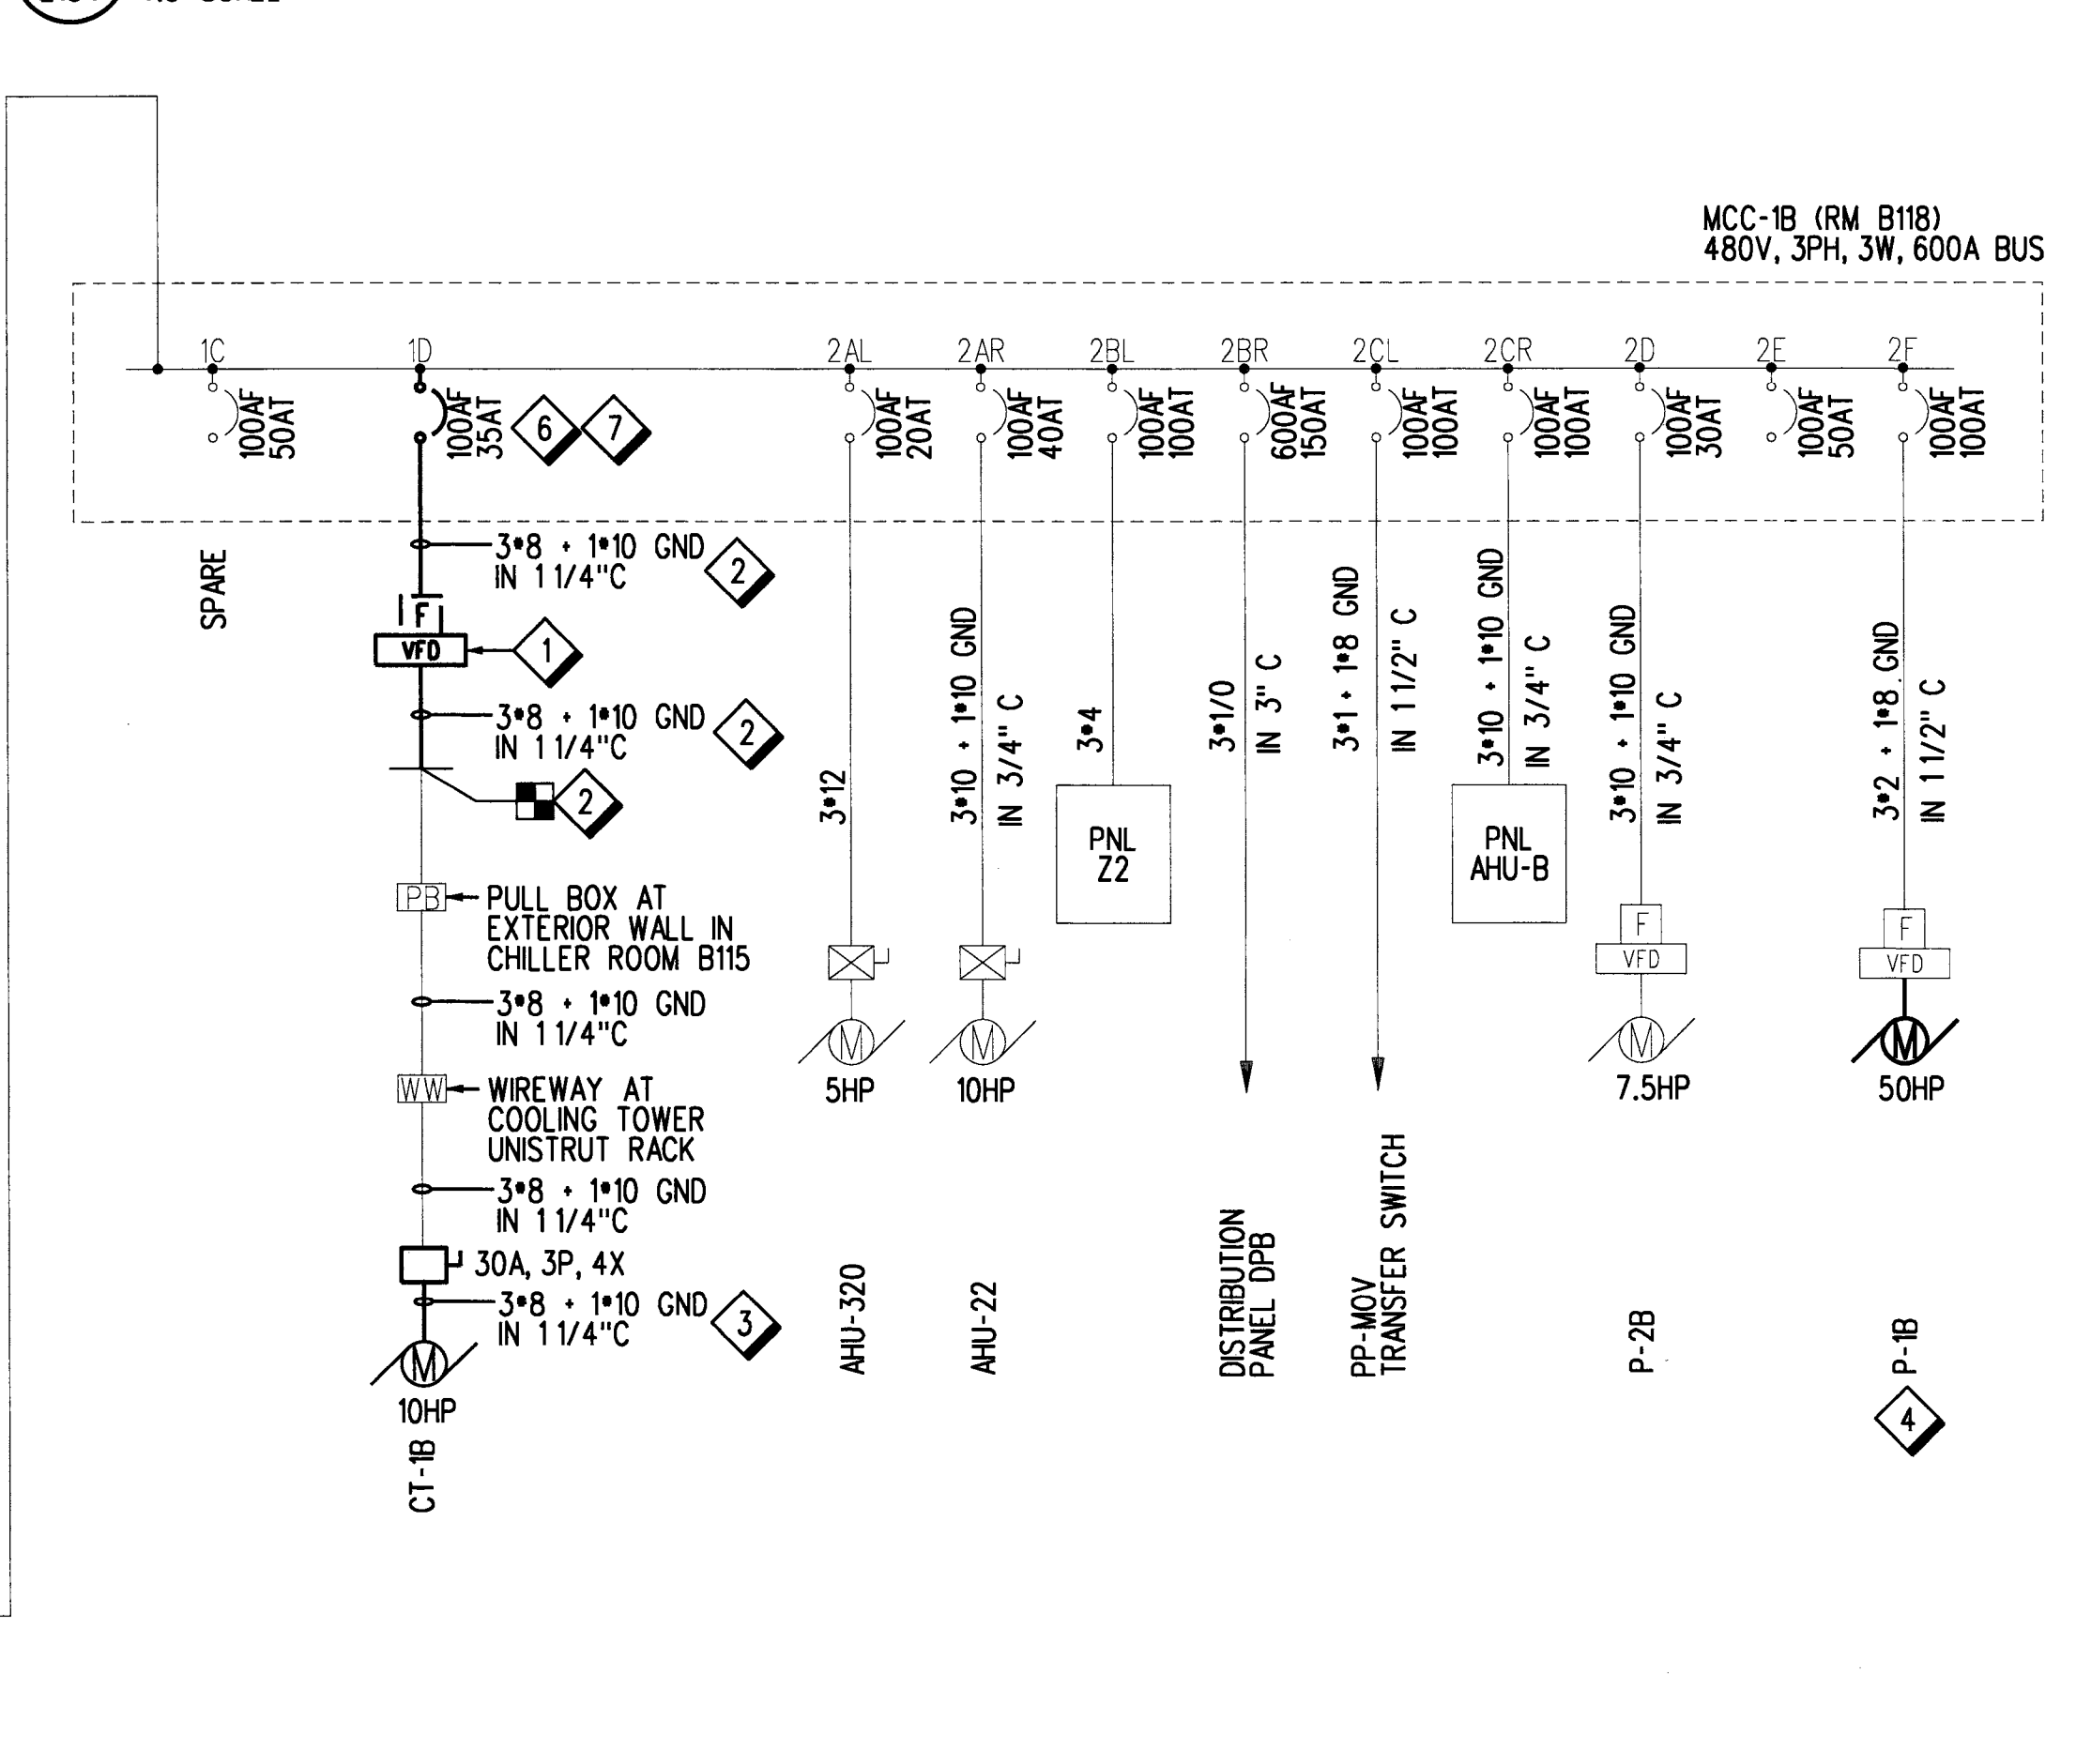 MCC-1B (RM B118)
480V, 3PH, 3W, 600A BUS
1C
1D
2AL
2AR
2BL
2BR
2CL
2CR
2D
2E
2F
100AF
50AT
100AF
35AT
6
7
100AF
20AT
100AF
40AT
100AF
100AT
600AF
150AT
100AF
100AT
100AF
100AT
100AF
30AT
100AF
50AT
100AF
100AT
SPARE
3#8 + 1#10 GND
IN 1 1/4"C
2
F
VFD
1
3#8 + 1#10 GND
IN 1 1/4"C
2
2
PB
PULL BOX AT
EXTERIOR WALL IN
CHILLER ROOM B115
3#8 + 1#10 GND
IN 1 1/4"C
WW
WIREWAY AT
COOLING TOWER
UNISTRUT RACK
3#8 + 1#10 GND
IN 1 1/4"C
30A, 3P, 4X
3#8 + 1#10 GND
IN 1 1/4"C
3
M
10HP
CT-1B
3#12
M
5HP
AHU-320
3#10 + 1#10 GND
IN 3/4" C
M
10HP
AHU-22
3#4
PNL
Z2
3#1/0
IN 3" C
DISTRIBUTION
PANEL DPB
3#1 + 1#8 GND
IN 1 1/2" C
PP-MOV
TRANSFER SWITCH
3#10 + 1#10 GND
IN 3/4" C
PNL
AHU-B
3#10 + 1#10 GND
IN 3/4" C
F
VFD
M
7.5HP
P-2B
3#2 + 1#8 GND
IN 1 1/2" C
F
VFD
M
50HP
P-1B
4